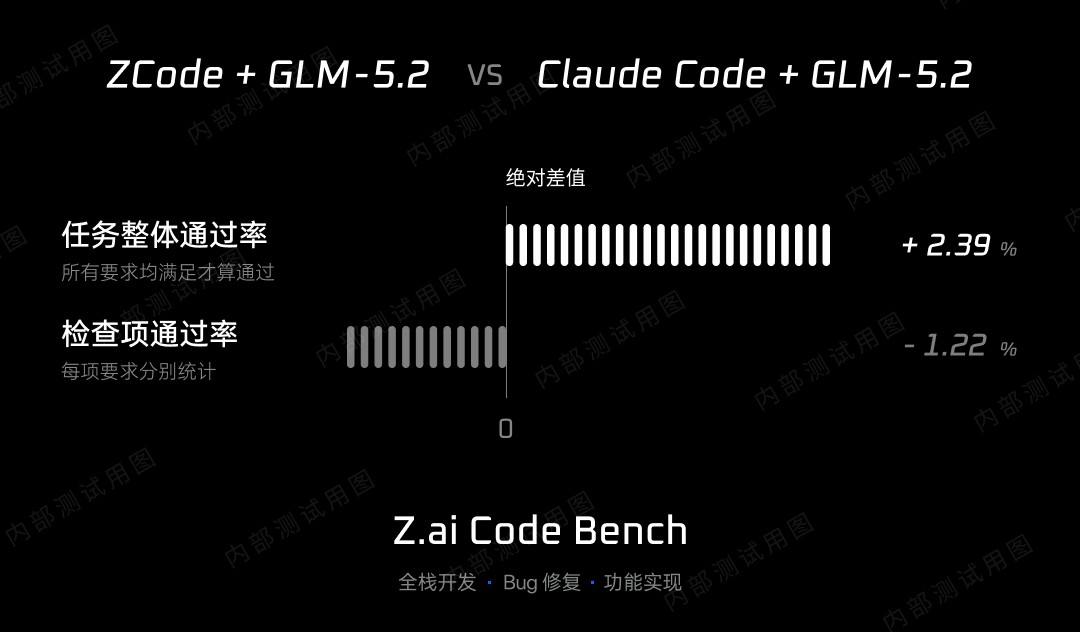 ZCode + GLM-5.2 VS Claude Code + GLM-5.2
绝对差值
任务整体通过率
+ 2.39 %
所有要求均满足才算通过
检查项通过率
- 1.22 %
每项要求分别统计
0
Z.ai Code Bench
全栈开发 · Bug 修复 · 功能实现
内部测试用图